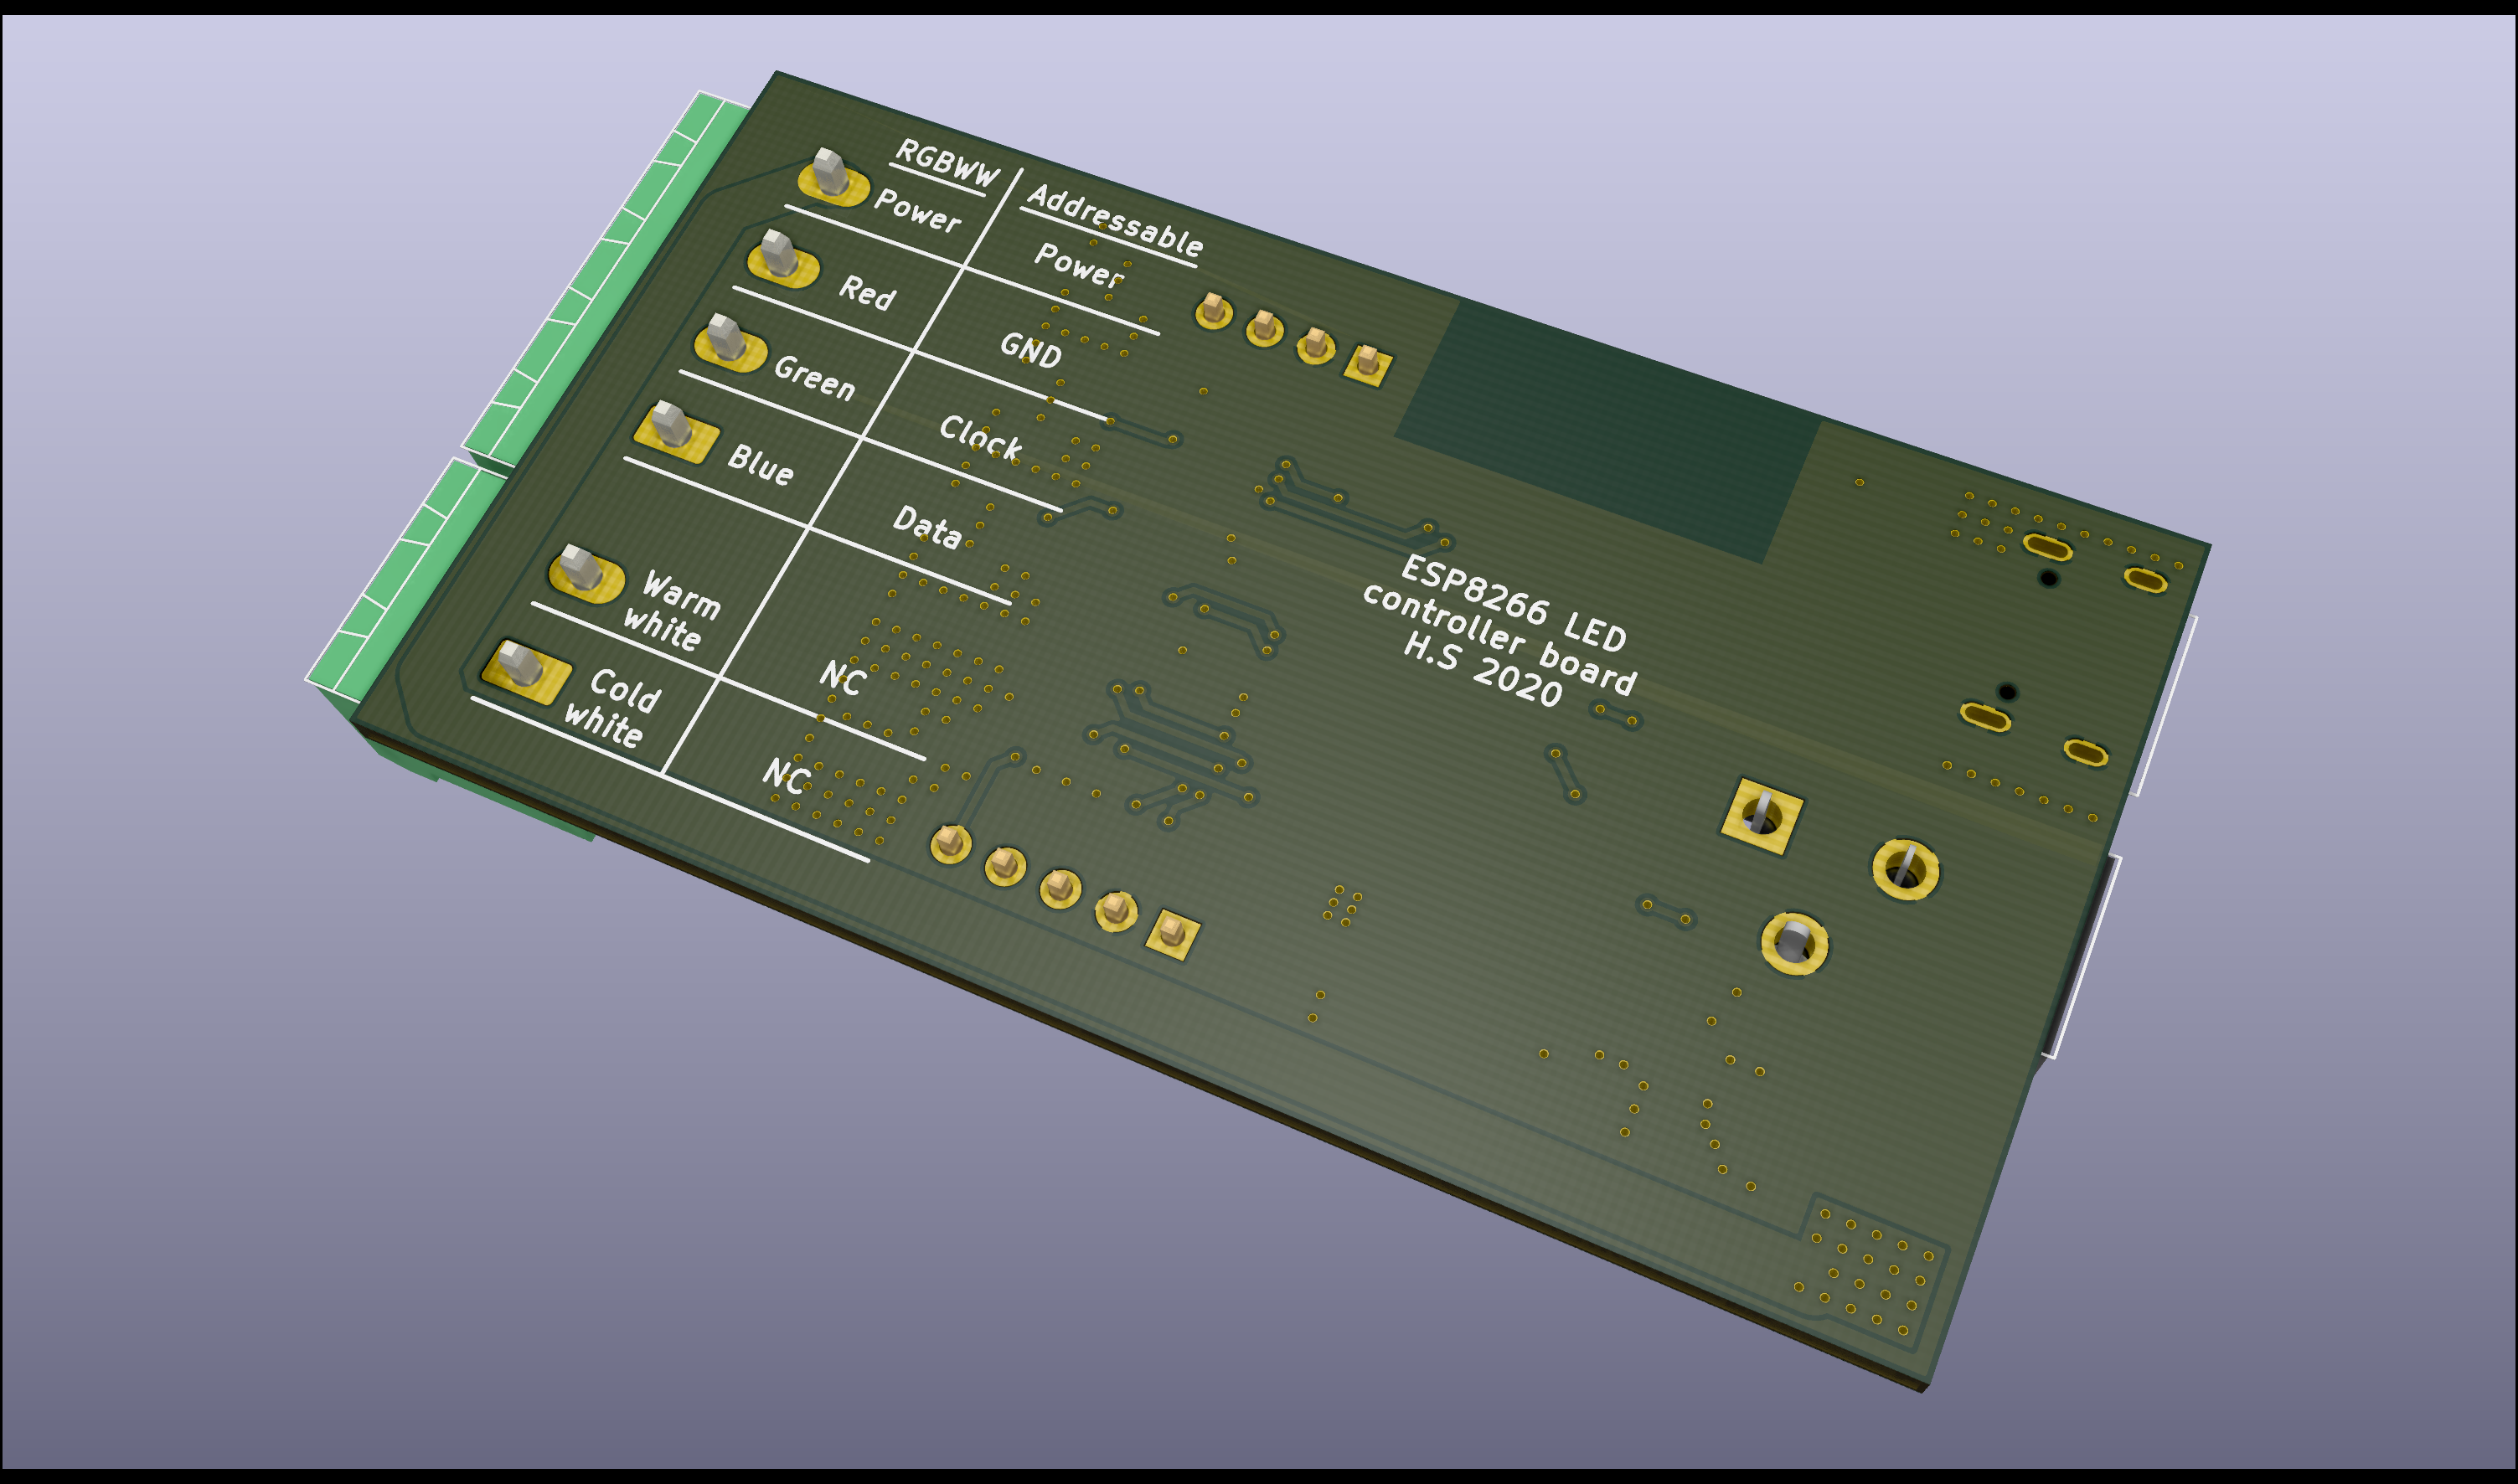 RGBWW
Addressable
Power
Power
Red
GND
Green
Clock
Blue
Data
Warm
white
NC
Cold
white
NC
ESP8266 LED
controller board
H.S 2020